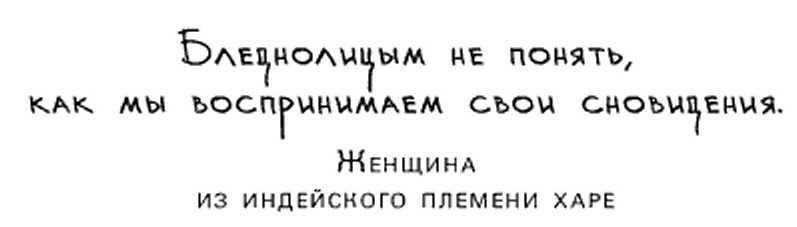 Бледнолицым не понять,
как мы воспринимаем свои сновидения.
Женщина
из индейского племени харе